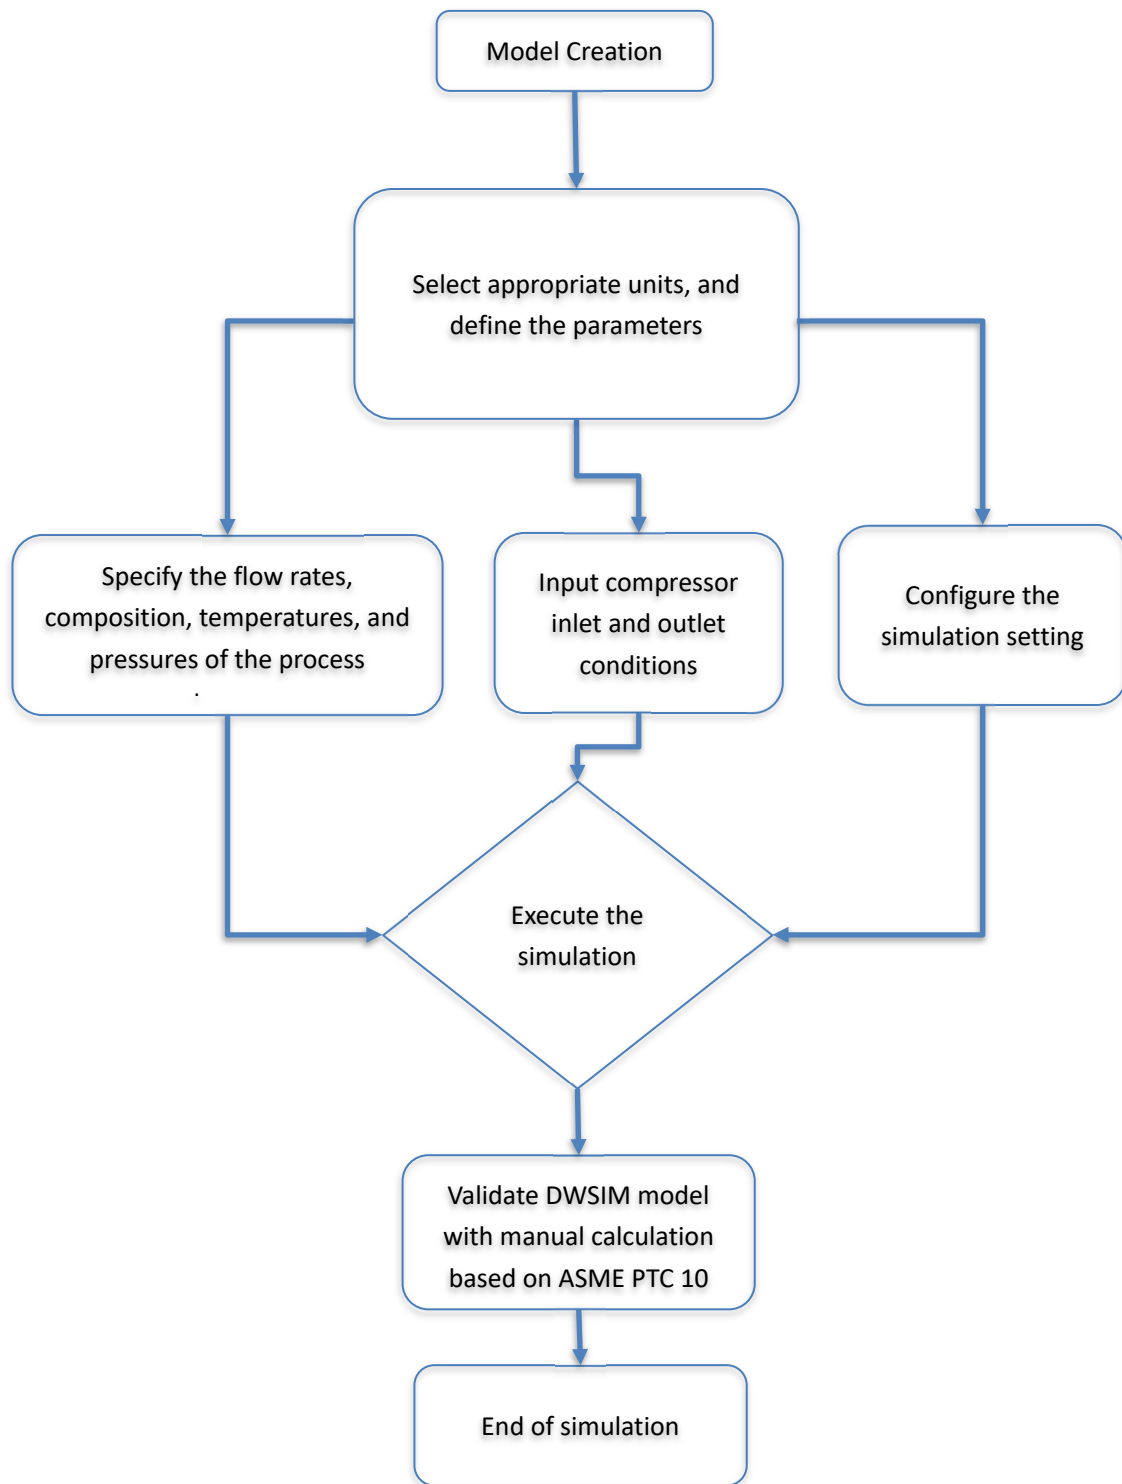 Model Creation
Select appropriate units, and
define the parameters
Specify the flow rates,
composition, temperatures, and
pressures of the process
.
Input compressor
inlet and outlet
conditions
Configure the
simulation setting
Execute the
simulation
Validate DWSIM model
with manual calculation
based on ASME PTC 10
End of simulation